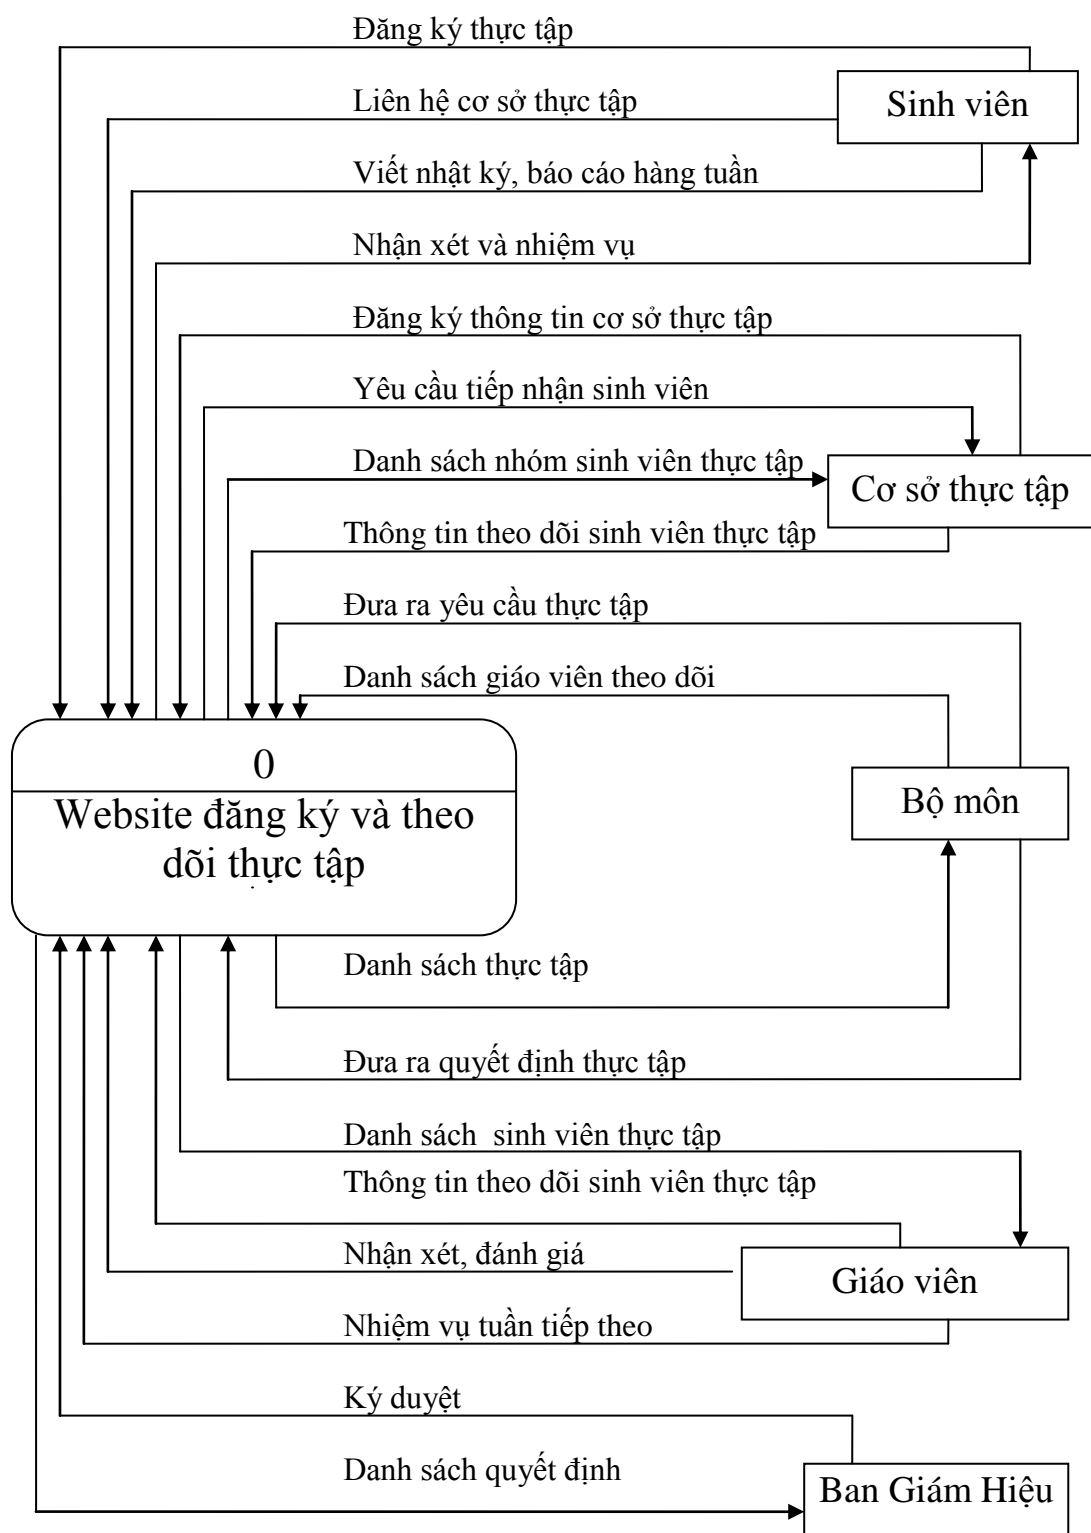 Đăng ký thực tập
Liên hệ cơ sở thực tập
Sinh viên
Viết nhật ký, báo cáo hàng tuần
Nhận xét và nhiệm vụ
Đăng ký thông tin cơ sở thực tập
Yêu cầu tiếp nhận sinh viên
Danh sách nhóm sinh viên thực tập
Cơ sở thực tập
Thông tin theo dõi sinh viên thực tập
Đưa ra yêu cầu thực tập
Danh sách giáo viên theo dõi
0
Website đăng ký và theo
dõi thực tập
Bộ môn
Danh sách thực tập
Đưa ra quyết định thực tập
Danh sách sinh viên thực tập
Thông tin theo dõi sinh viên thực tập
Nhận xét, đánh giá
Giáo viên
Nhiệm vụ tuần tiếp theo
Ký duyệt
Danh sách quyết định
Ban Giám Hiệu